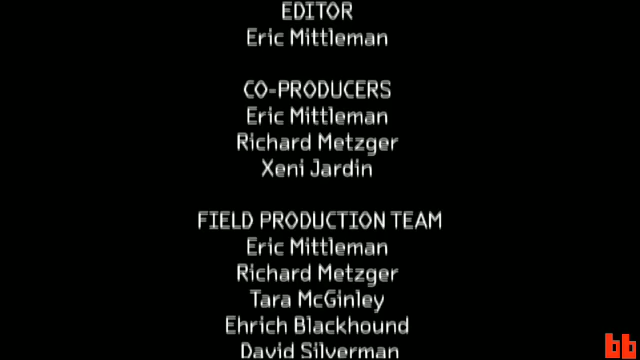 EDITOR
Eric Mittleman
CO-PRODUCERS
Eric Mittleman
Richard Metzger
Xeni Jardin
FIELD PRODUCTION TEAM
Eric Mittleman
Richard Metzger
Tara McGinley
Ehrich Blackhound
David Silverman
bb